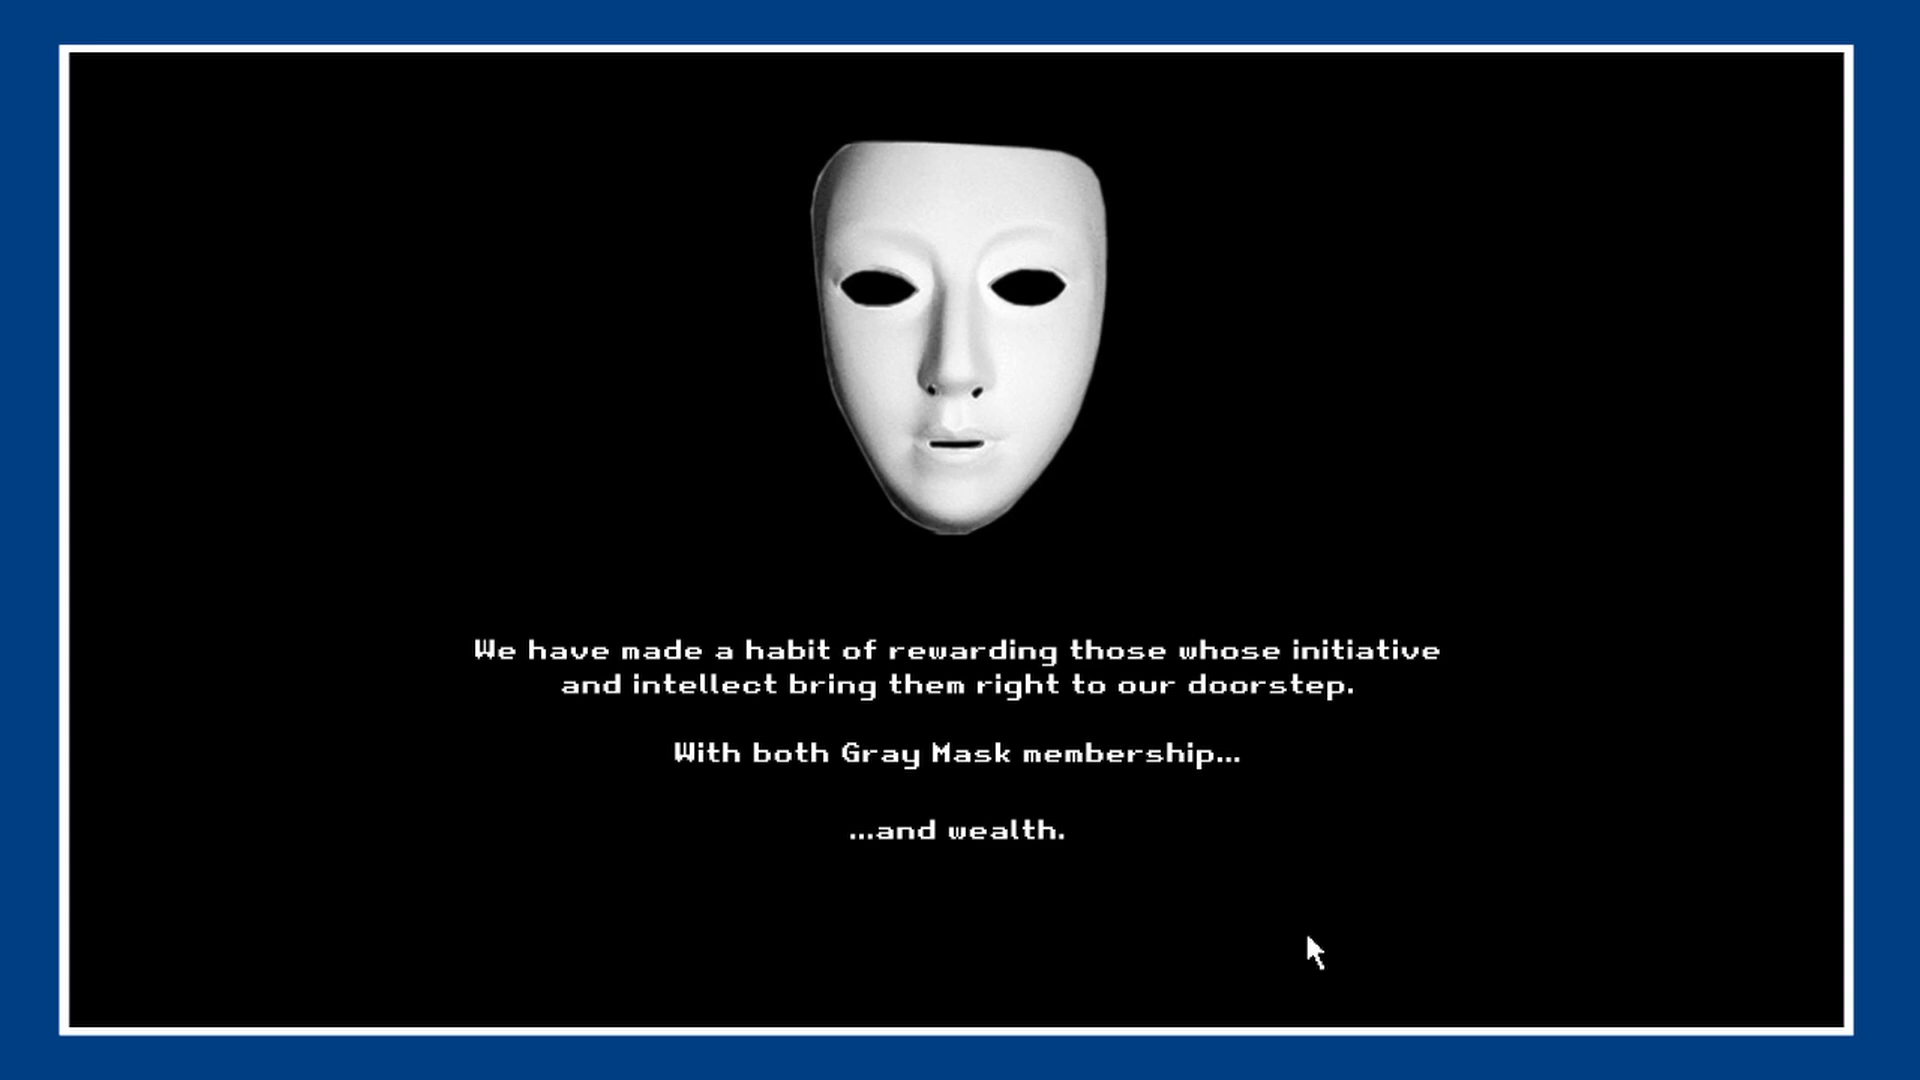 We have made a habit of rewarding those whose initiative
and intellect bring them right to our doorstep.
With both Gray Mask membership...
...and wealth.